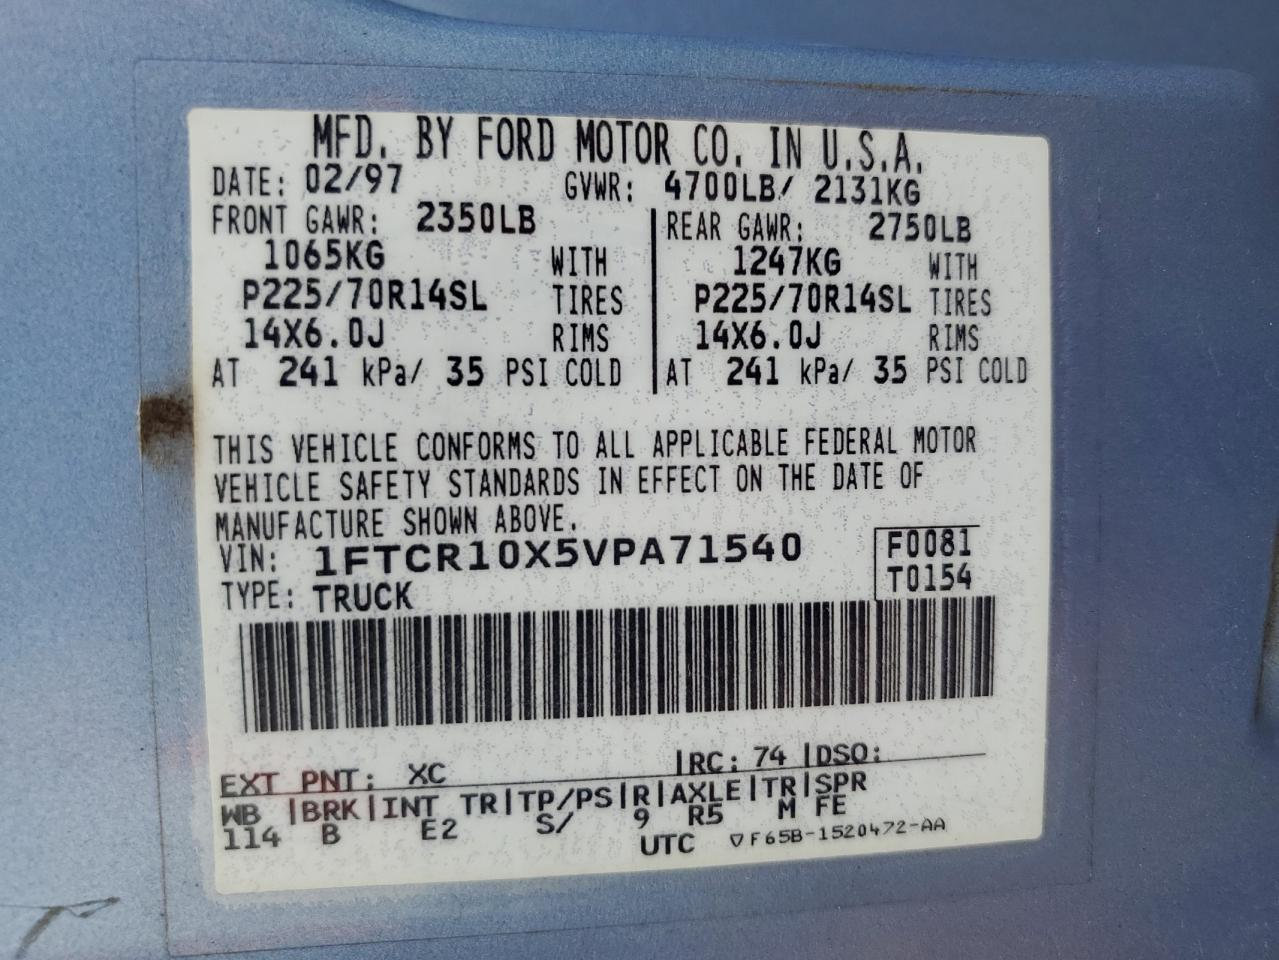 MFD. BY FORD MOTOR CO. IN U.S.A.
DATE: 02/97 GVWR: 4700LB/ 2131KG
FRONT GAWR: 2350LB REAR GAWR: 2750LB
1065KG WITH 1247KG WITH
P225/70R14SL TIRES P225/70R14SL TIRES
14X6.0J RIMS 14X6.0J RIMS
AT 241 kPa/ 35 PSI COLD AT 241 kPa/ 35 PSI COLD
THIS VEHICLE CONFORMS TO ALL APPLICABLE FEDERAL MOTOR
VEHICLE SAFETY STANDARDS IN EFFECT ON THE DATE OF
MANUFACTURE SHOWN ABOVE.
VIN: 1FTCR10X5VPA71540 F0081
TYPE: TRUCK T0154
EXT PNT: XC |RC: 74 |DSO:
WB |BRK|INT TR|TP/PS|R|AXLE|TR|SPR
114 B E2 S/ 9 R5 M FE
UTC ▽F65B-1520472-AA